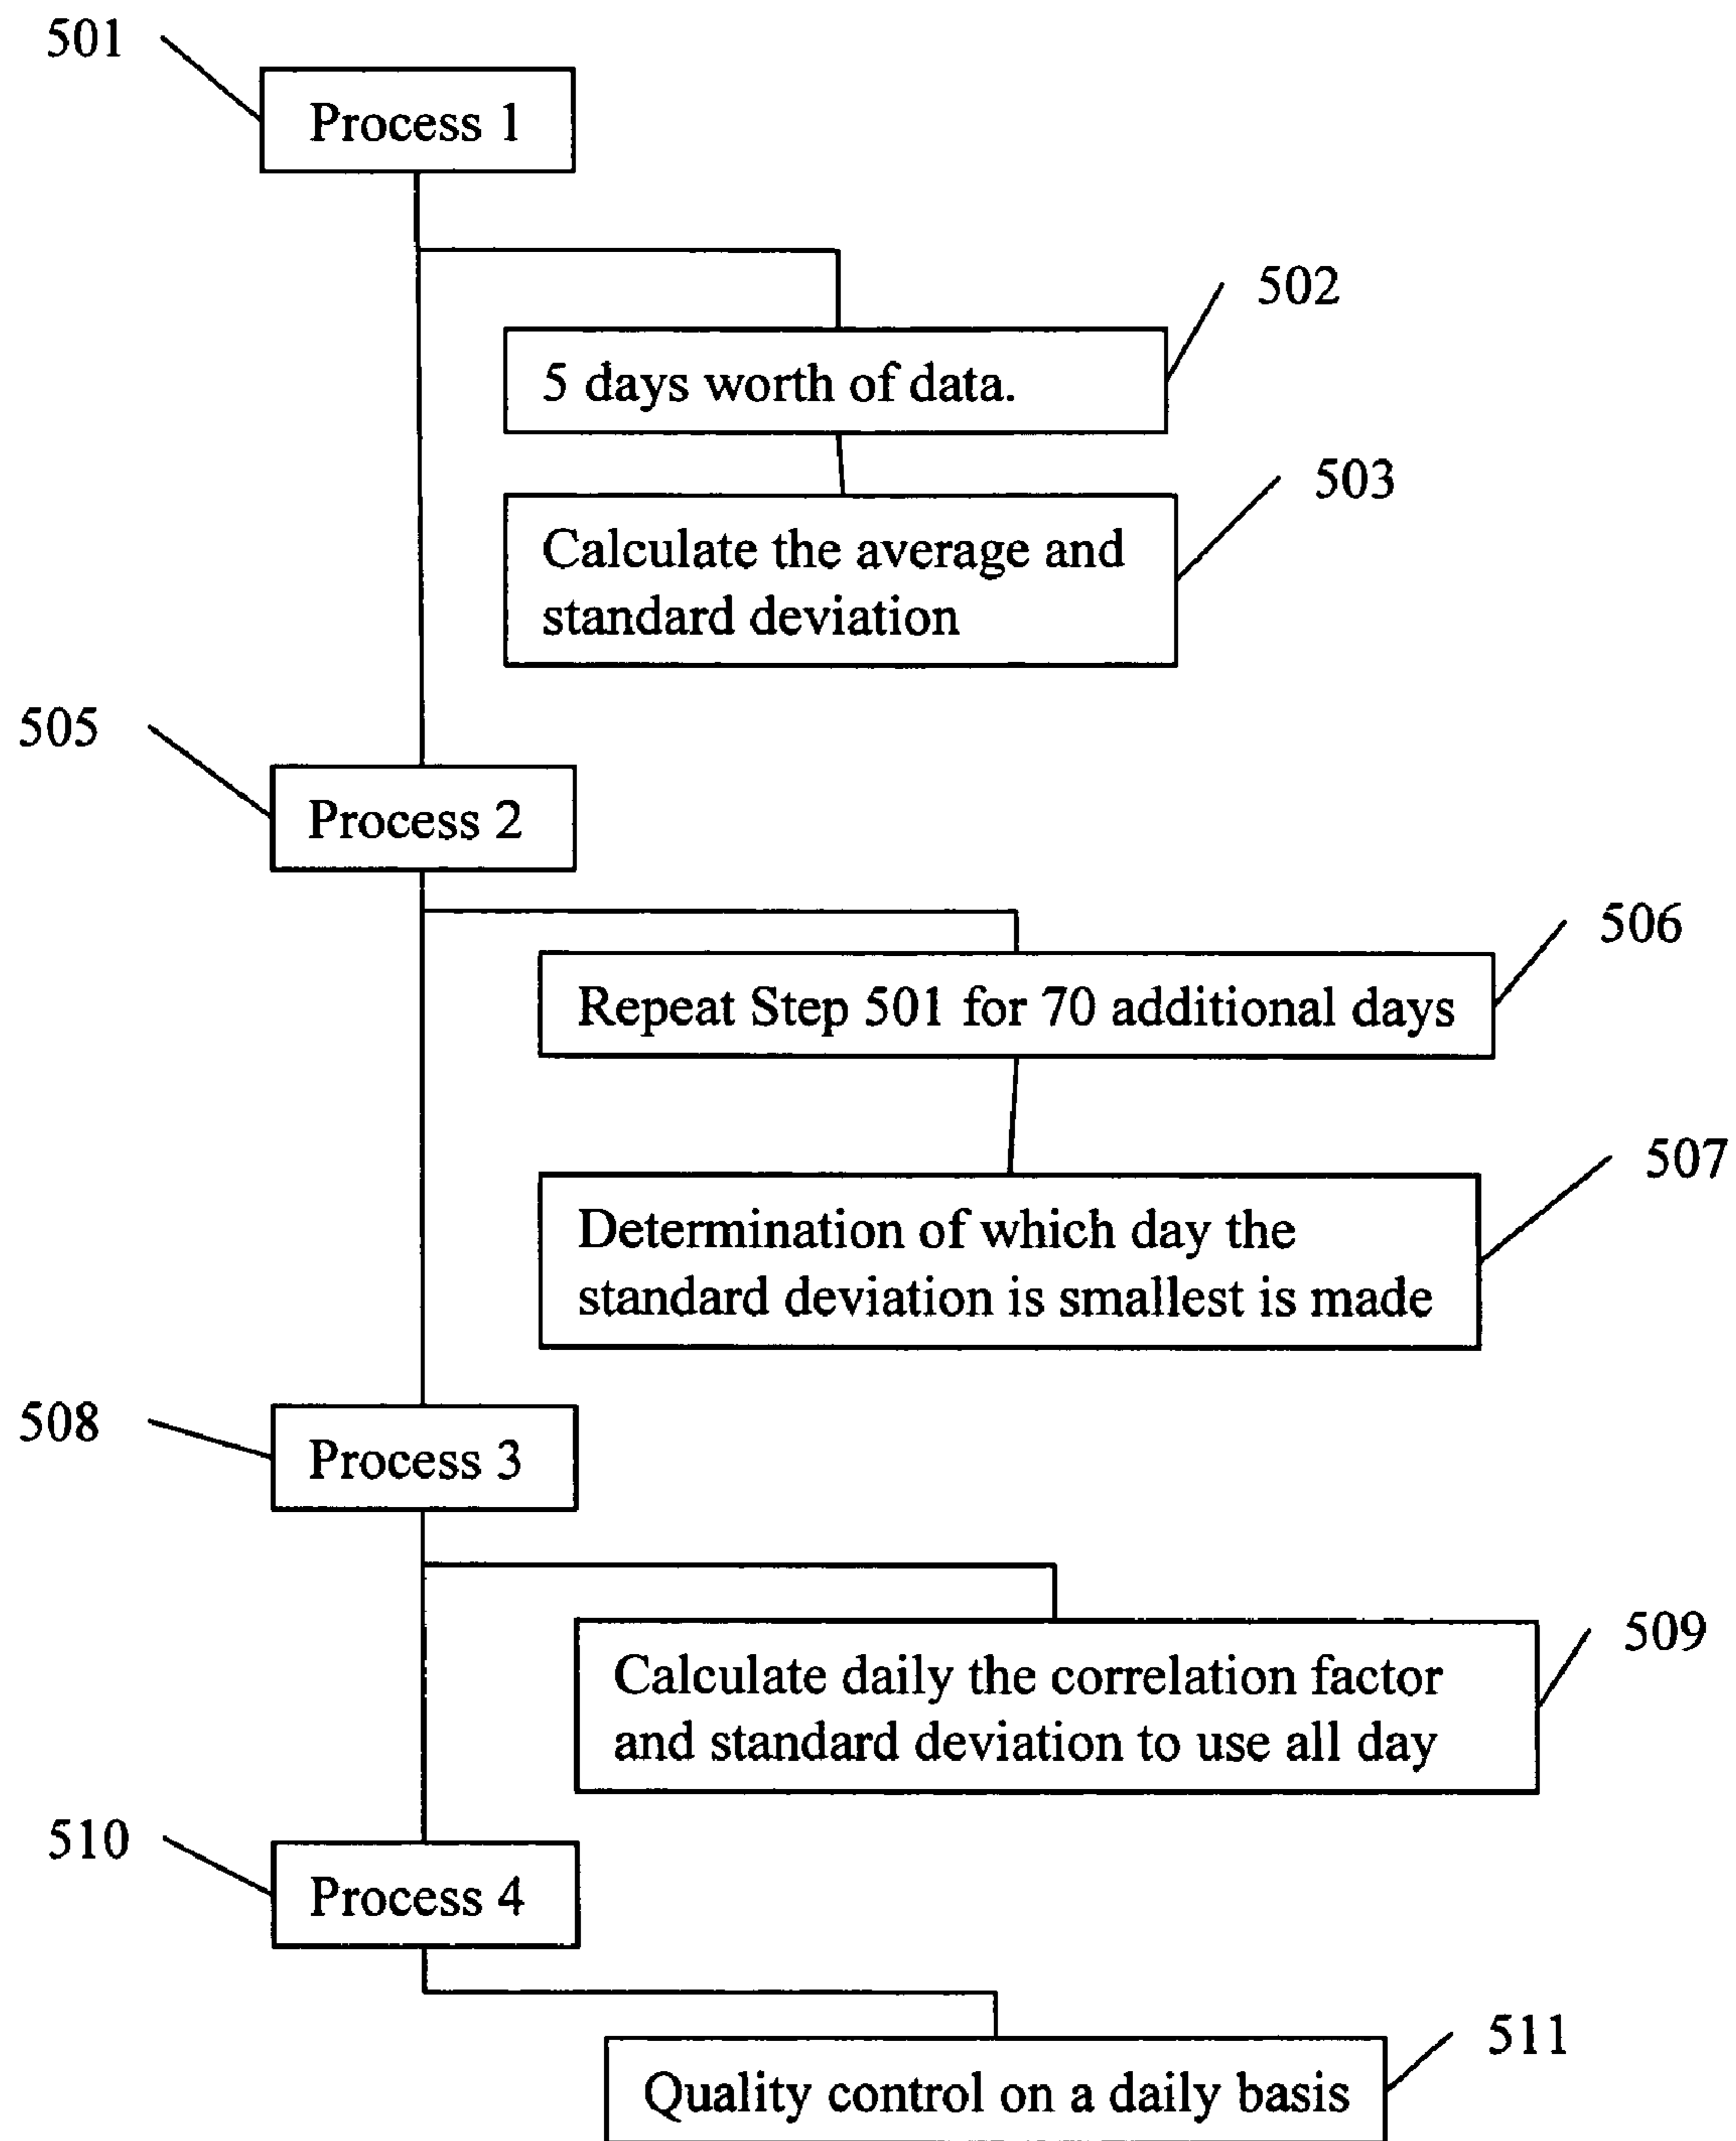 501
Process 1
502
5 days worth of data.
503
Calculate the average and
standard deviation
505
Process 2
506
Repeat Step 501 for 70 additional days
507
Determination of which day the
standard deviation is smallest is made
508
Process 3
509
Calculate daily the correlation factor
and standard deviation to use all day
510
Process 4
511
Quality control on a daily basis